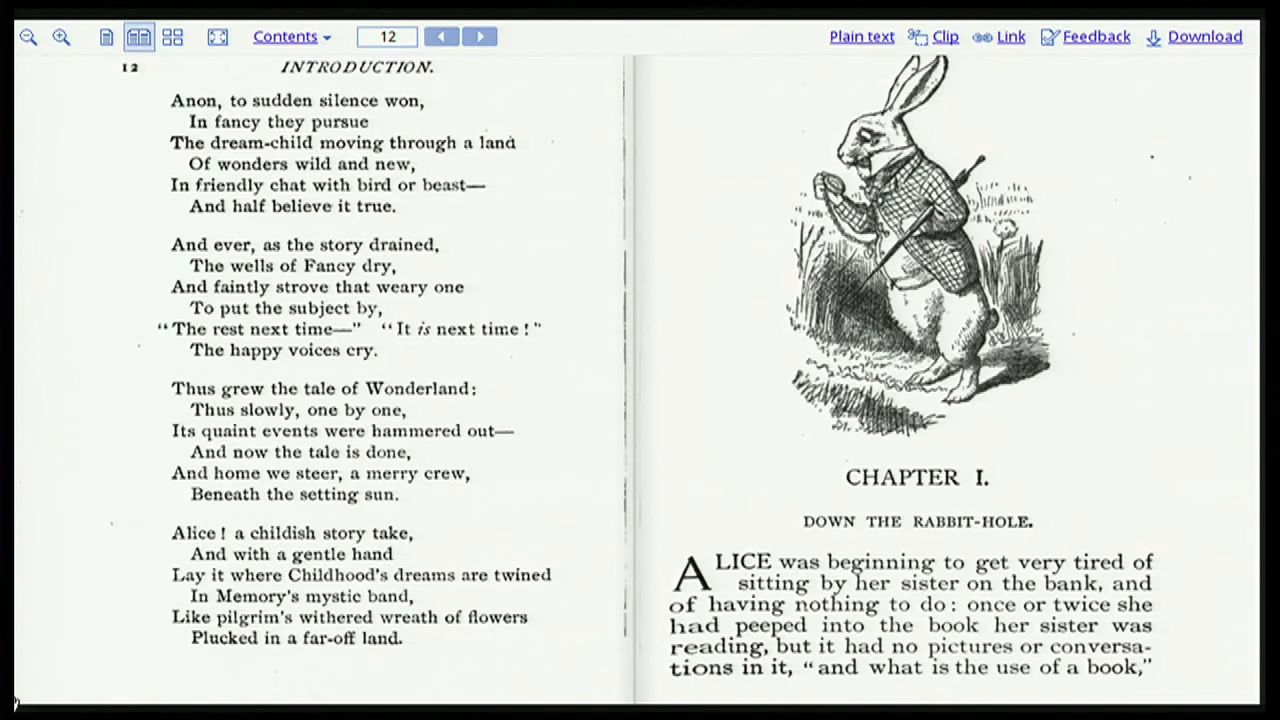 Contents
12
Plain text
Clip
Link
Feedback
Download
12
INTRODUCTION.
Anon, to sudden silence won,
In fancy they pursue
The dream-child moving through a land
Of wonders wild and new,
In friendly chat with bird or beast—
And half believe it true.
And ever, as the story drained,
The wells of Fancy dry,
And faintly strove that weary one
To put the subject by,
"The rest next time—" "It is next time!"
The happy voices cry.
Thus grew the tale of Wonderland:
Thus slowly, one by one,
Its quaint events were hammered out—
And now the tale is done,
And home we steer, a merry crew,
Beneath the setting sun.
Alice! a childish story take,
And with a gentle hand
Lay it where Childhood's dreams are twined
In Memory's mystic band,
Like pilgrim's withered wreath of flowers
Plucked in a far-off land.
CHAPTER I.
DOWN THE RABBIT-HOLE.
ALICE was beginning to get very tired of
sitting by her sister on the bank, and
of having nothing to do: once or twice she
had peeped into the book her sister was
reading, but it had no pictures or conversa-
tions in it, "and what is the use of a book,"